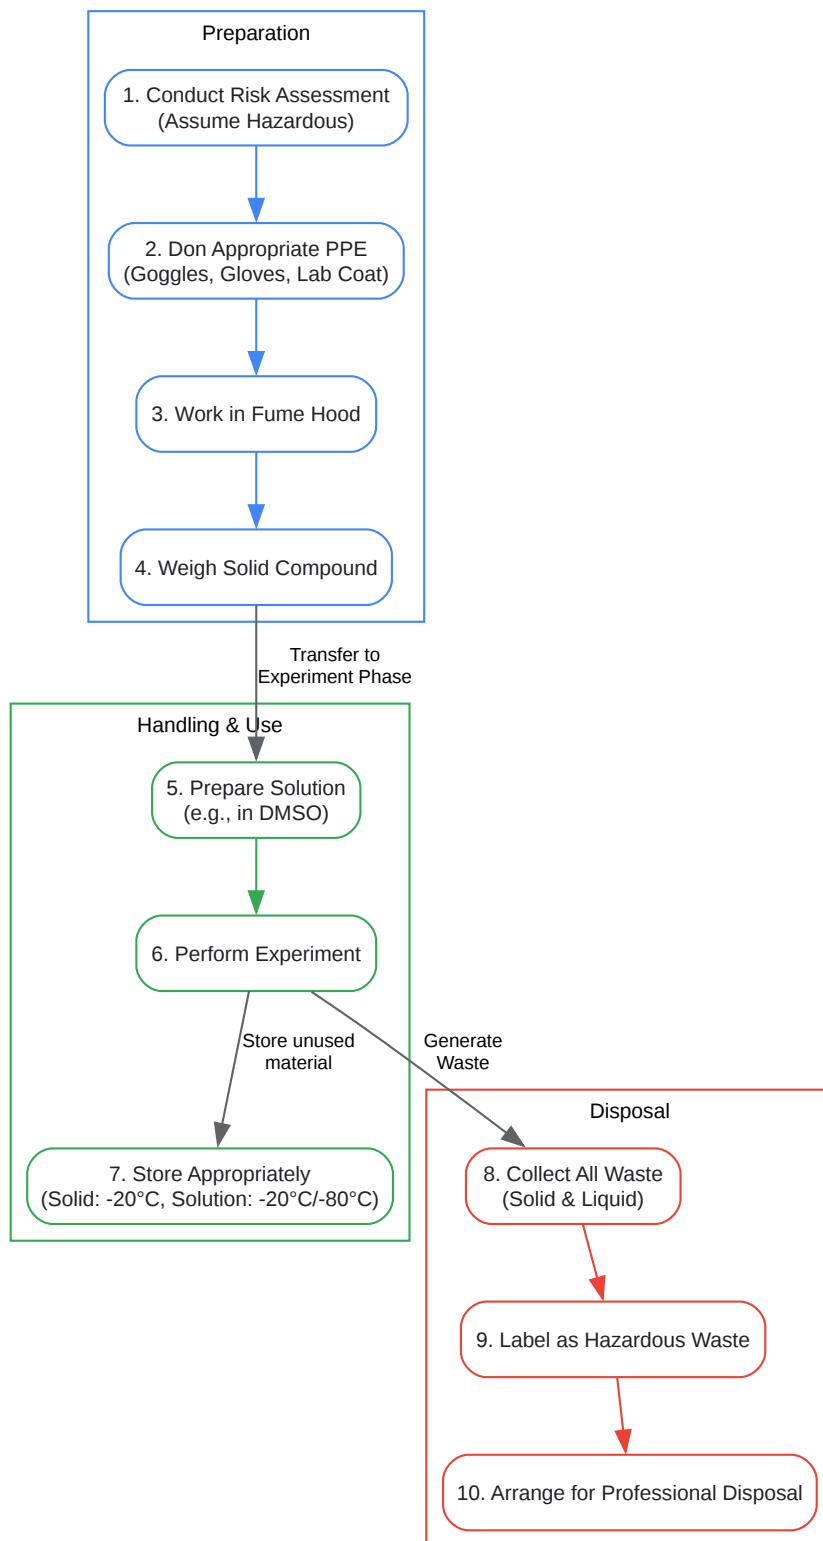 Preparation
1. Conduct Risk Assessment
(Assume Hazardous)
2. Don Appropriate PPE
(Goggles, Gloves, Lab Coat)
3. Work in Fume Hood
4. Weigh Solid Compound
Transfer to
Experiment Phase
Handling & Use
5. Prepare Solution
(e.g., in DMSO)
6. Perform Experiment
Store unused
material
Generate
Waste
7. Store Appropriately
(Solid: -20°C, Solution: -20°C/-80°C)
Disposal
8. Collect All Waste
(Solid & Liquid)
9. Label as Hazardous Waste
10. Arrange for Professional Disposal